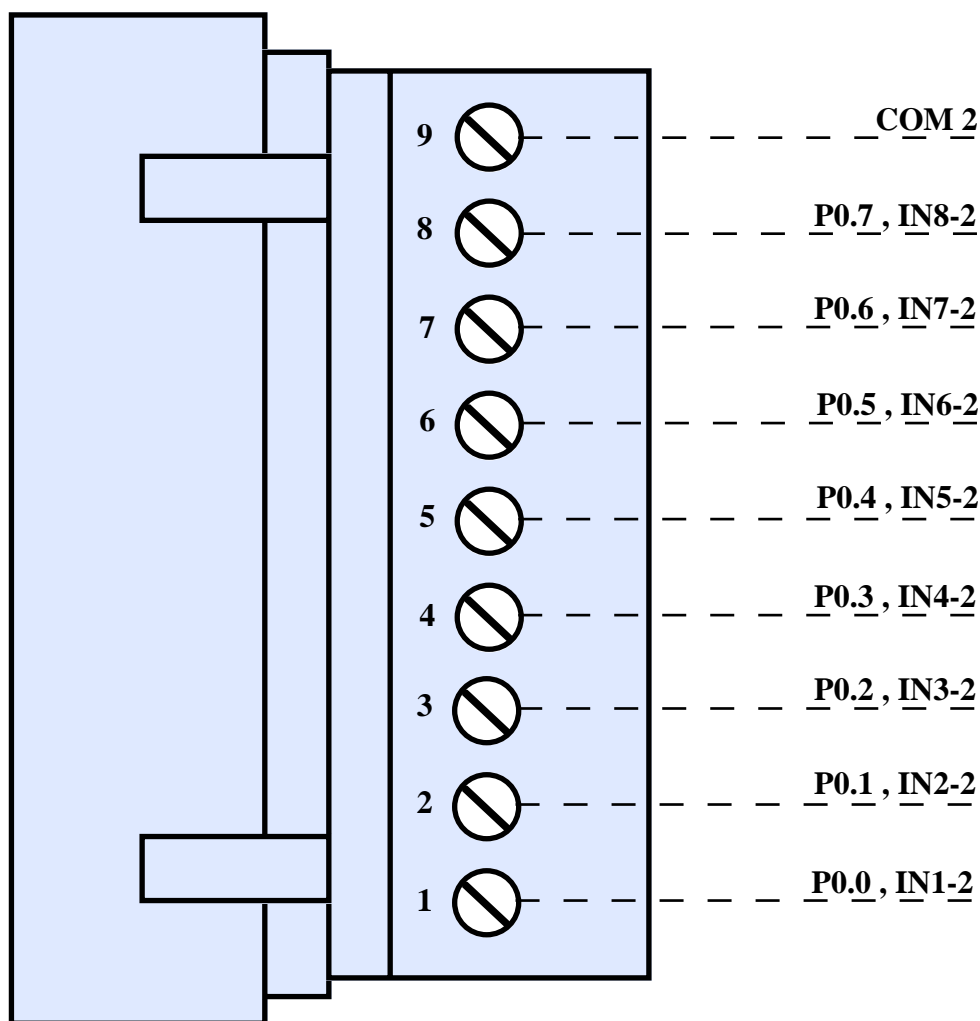 9 COM 2
8 P0.7 , IN8-2
7 P0.6 , IN7-2
6 P0.5 , IN6-2
5 P0.4 , IN5-2
4 P0.3 , IN4-2
3 P0.2 , IN3-2
2 P0.1 , IN2-2
1 P0.0 , IN1-2